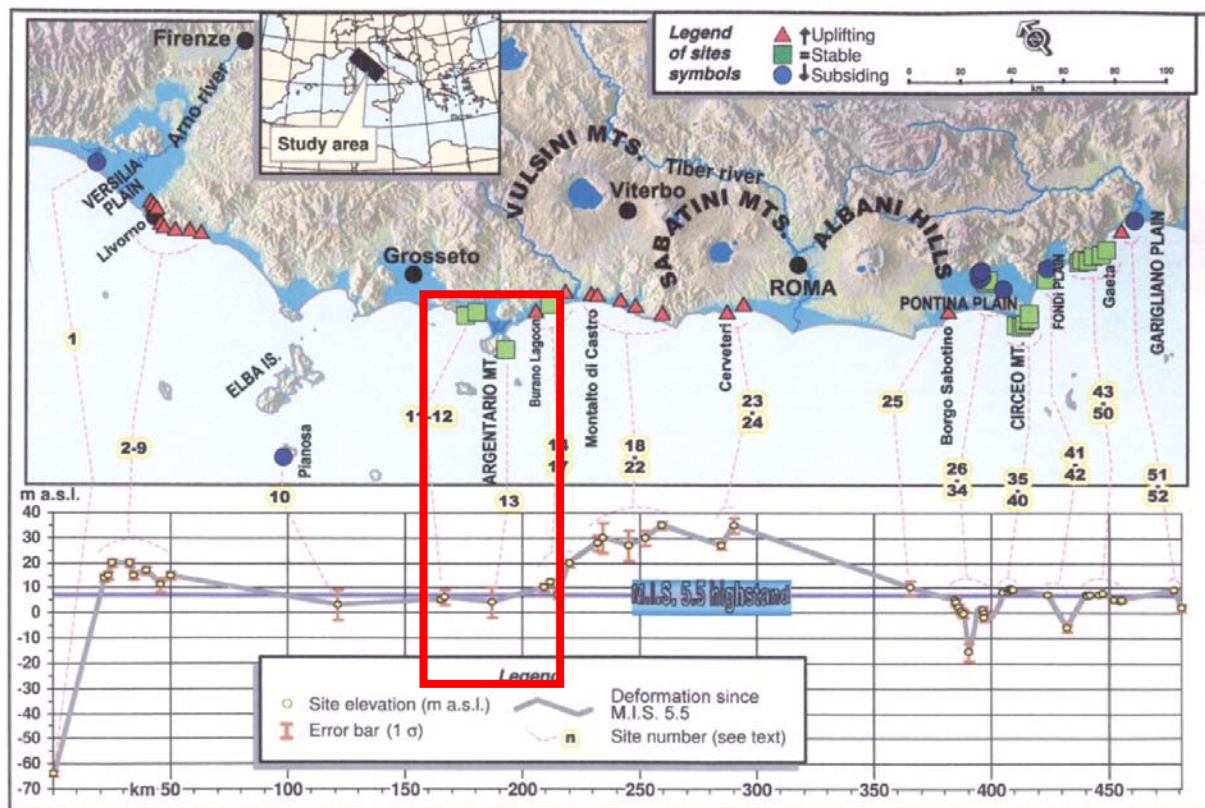 Firenze
Arno river
VERSILIA
PLAIN
Livorno
Study area
Legend
of sites
symbols
↑Uplifting
=Stable
↓Subsiding
0 20 40 60 80 100
km
VULSINI MTS.
Viterbo
Tiber river
SABATINI MTS.
ALBANI HILLS
Grosseto
ROMA
PONTINA PLAIN
FONDI PLAIN
Gaeta
GARIGLIANO PLAIN
ELBA IS.
Pianosa
ARGENTARIO MT.
Burano Lagoon
Montalto di Castro
Cerveteri
Borgo Sabotino
CIRCEO MT.
1
2-9
10
11-12
13
14
17
18
22
23
24
25
26
34
35
40
41
42
43
50
51
52
m a.s.l.
40
30
20
10
0
-10
-20
-30
-40
-50
-60
-70
M.I.S. 5.5 highstand
Legend
Site elevation (m a.s.l.)
Error bar (1 σ)
Deformation since
M.I.S. 5.5
n Site number (see text)
0 km 50 100 150 200 250 300 350 400 450